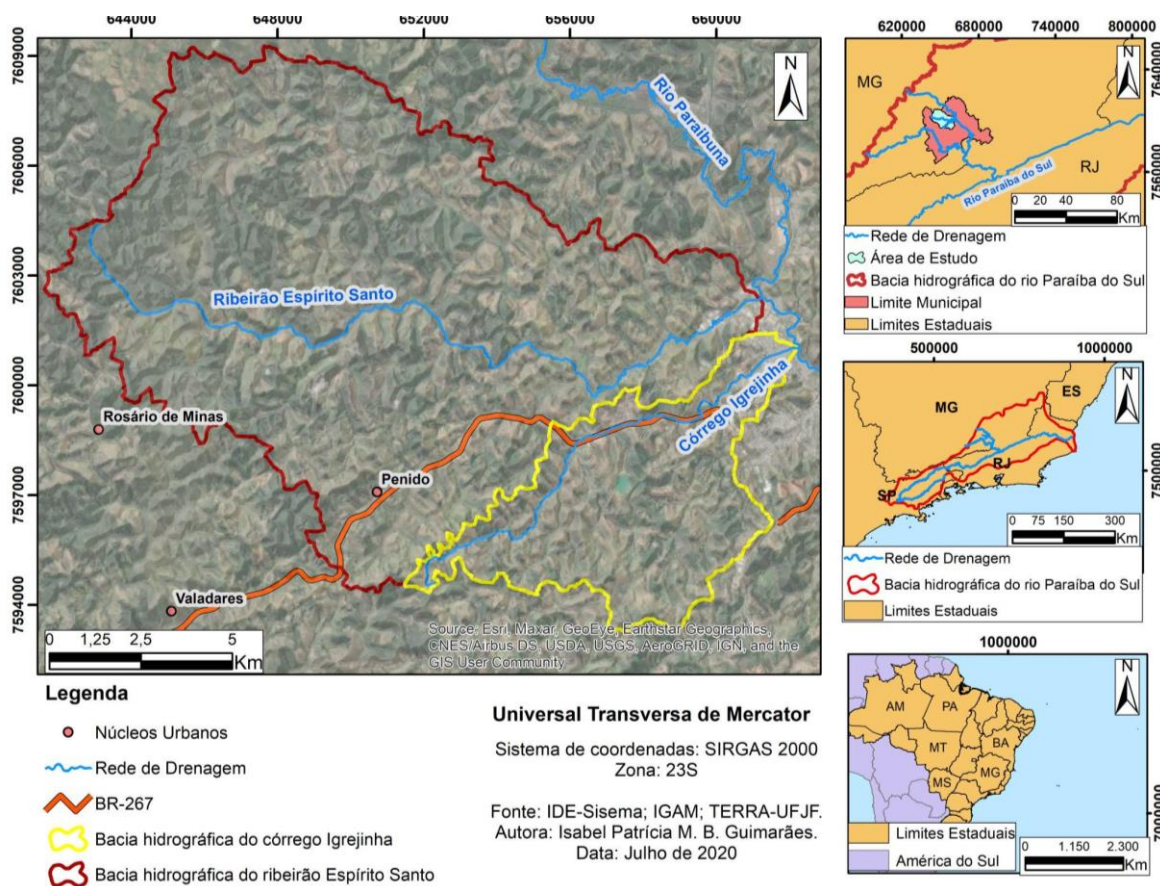 644000 648000 652000 656000 660000
7609000
7606000
7603000
7600000
7597000
7594000
N
Rio Paraibuna
Ribeirão Espírito Santo
Córrego Igrejinha
Rosário de Minas
Penido
Valadares
0 1,25 2,5 5
Km
Source: Esri, Maxar, GeoEye, Earthstar Geographics,
CNES/Airbus DS, USDA, USGS, AeroGRID, IGN, and the
GIS User Community
Legenda
Núcleos Urbanos
Rede de Drenagem
BR-267
Bacia hidrográfica do córrego Igrejinha
Bacia hidrográfica do ribeirão Espírito Santo
Universal Transversa de Mercator
Sistema de coordenadas: SIRGAS 2000
Zona: 23S
Fonte: IDE-Sisema; IGAM; TERRA-UFJF.
Autora: Isabel Patrícia M. B. Guimarães.
Data: Julho de 2020
620000 680000 740000 800000
7640000
7560000
N
MG
RJ
Rio Paraíba do Sul
0 20 40 80
Km
Rede de Drenagem
Área de Estudo
Bacia hidrográfica do rio Paraíba do Sul
Limite Municipal
Limites Estaduais
500000 1000000
7500000
N
ES
MG
RJ
SP
0 75 150 300
Km
Rede de Drenagem
Bacia hidrográfica do rio Paraíba do Sul
Limites Estaduais
1000000
7000000
N
AM
PA
MT
BA
MG
MS
Limites Estaduais
América do Sul
0 1.150 2.300
Km